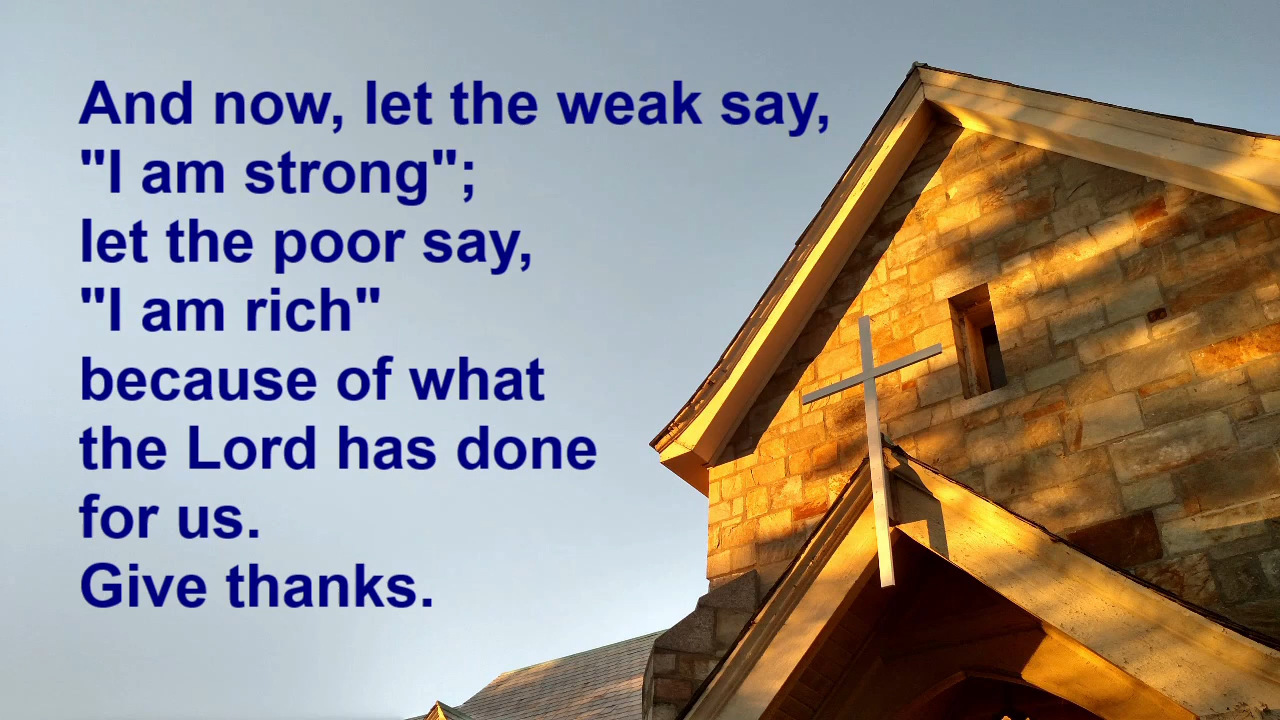 And now, let the weak say,
"I am strong";
let the poor say,
"I am rich"
because of what
the Lord has done
for us.
Give thanks.